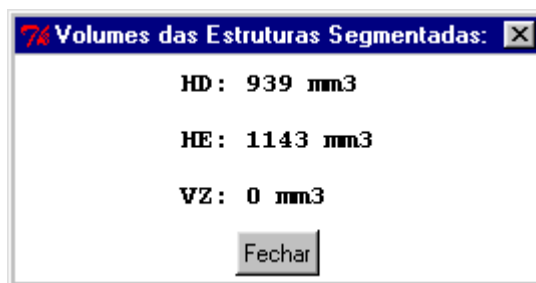 Volumes das Estruturas Segmentadas:
HD: 939 mm3
HE: 1143 mm3
VZ: 0 mm3
Fechar